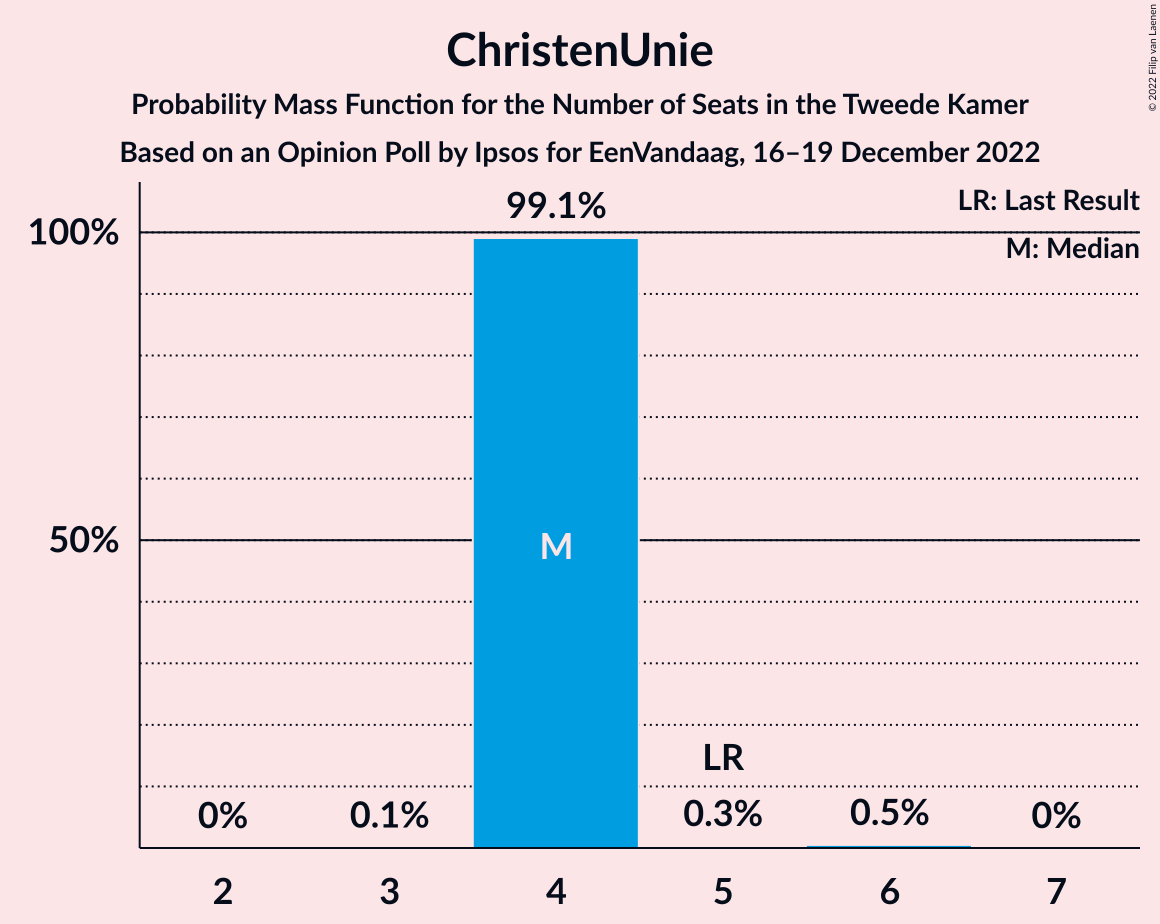 ChristenUnie
Probability Mass Function for the Number of Seats in the Tweede Kamer
Based on an Opinion Poll by Ipsos for EenVandaag, 16–19 December 2022
© 2022 Filip van Laenen
LR: Last Result
M: Median
99.1%
100%
50%
M
LR
0%
0.1%
0.3%
0.5%
0%
2
3
4
5
6
7